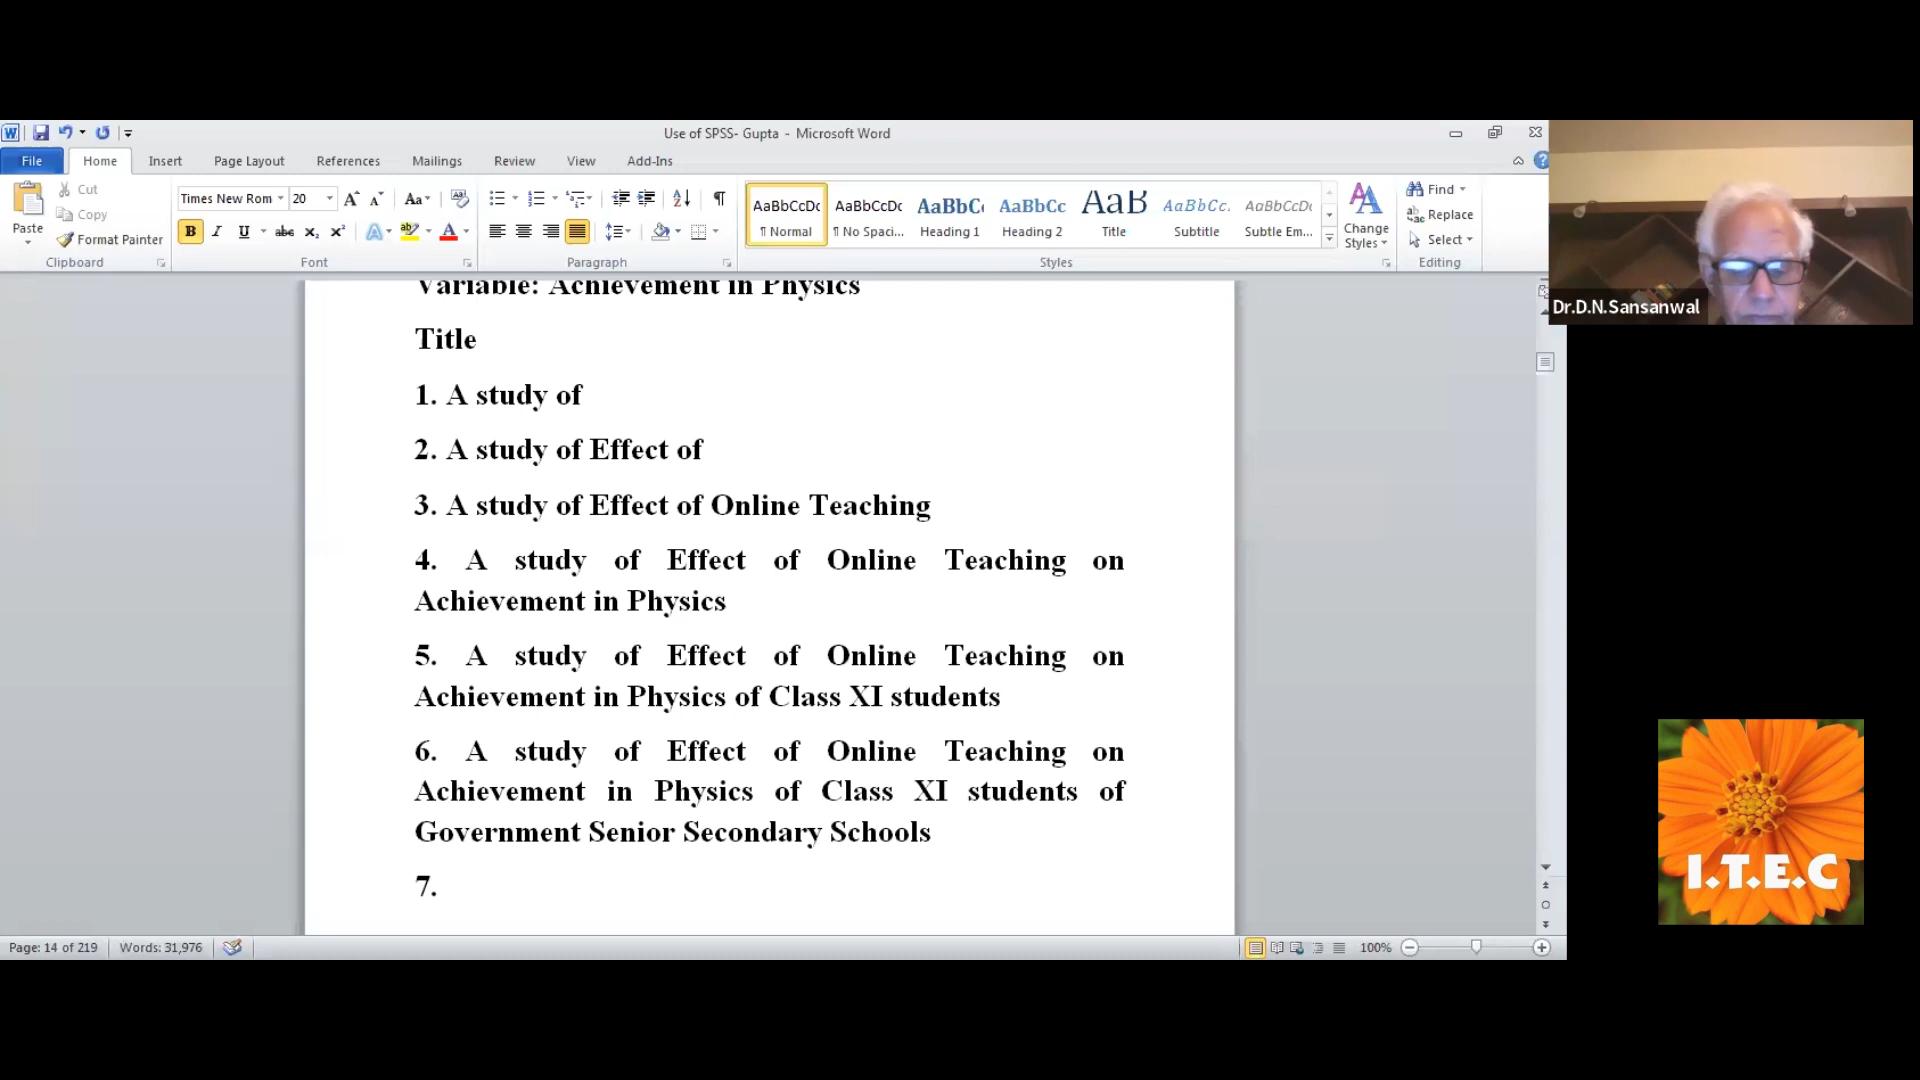 Use of SPSS- Gupta - Microsoft Word
File Home Insert Page Layout References Mailings Review View Add-Ins
Paste
Cut
Copy
Format Painter
Clipboard
Times New Rom 20
Font
Paragraph
AaBbCcDc AaBbCcDc AaBbC AaBbCc AaB AaBbCc. AaBbCcDc
¶ Normal ¶ No Spaci... Heading 1 Heading 2 Title Subtitle Subtle Em...
Change
Styles
Styles
Find
Replace
Select
Editing
Dr.D.N.Sansanwal
Variable: Achievement in Physics
Title
1. A study of
2. A study of Effect of
3. A study of Effect of Online Teaching
4. A study of Effect of Online Teaching on
Achievement in Physics
5. A study of Effect of Online Teaching on
Achievement in Physics of Class XI students
6. A study of Effect of Online Teaching on
Achievement in Physics of Class XI students of
Government Senior Secondary Schools
7.
I.T.E.C
Page: 14 of 219 Words: 31,976
100%